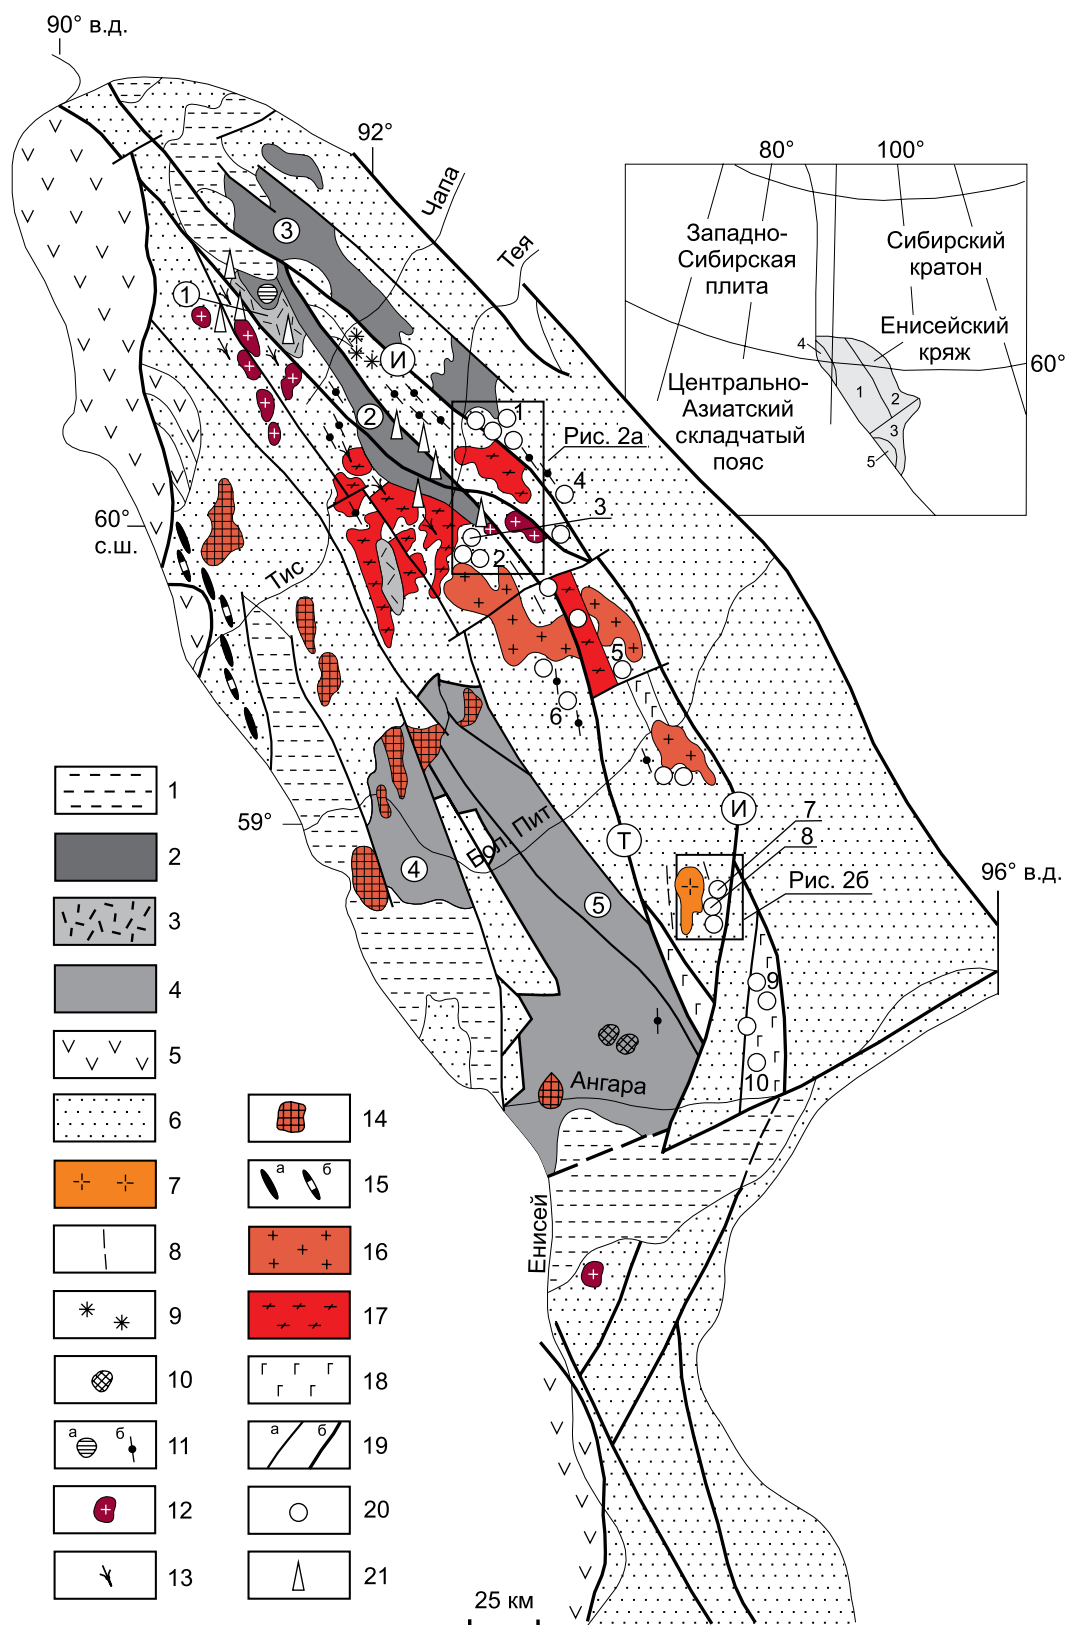 90° в.д.
92°
Чапа
Тея
80°
100°
Западно-
Сибирская
плита
Сибирский
кратон
Енисейский
кряж
60°
Центрально-
Азиатский
складчатый
пояс
4
1
2
3
5
3
1
И
2
1
Рис. 2а
4
3
2
60°
с.ш.
Тис
5
6
59°
Бол. Пит
И
Т
7
8
Рис. 2б
96° в.д.
4
5
9
10
Ангара
Енисей
1
2
3
4
5
6
7
8
9
10
а
б
11
12
13
14
а
б
15
16
17
18
а
б
19
20
21
25 км